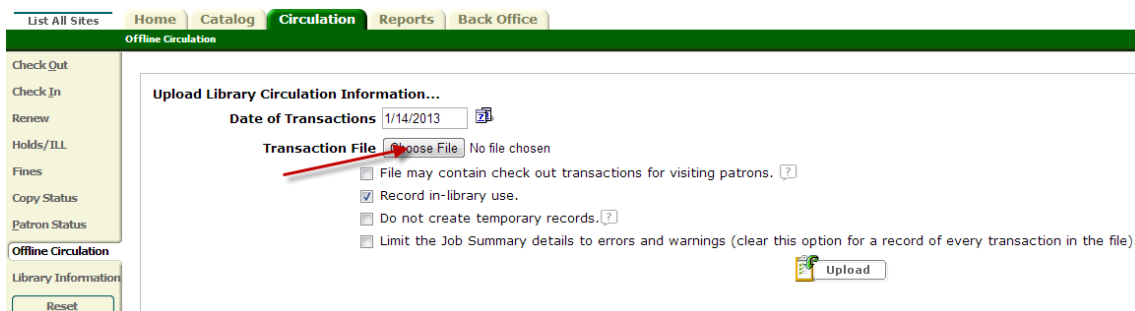 List All Sites Home Catalog Circulation Reports Back Office
Offline Circulation
Check Out
Check In
Renew
Holds/ILL
Fines
Copy Status
Patron Status
Offline Circulation
Library Information
Reset
Upload Library Circulation Information...
Date of Transactions 1/14/2013
Transaction File Choose File No file chosen
File may contain check out transactions for visiting patrons. ?
Record in-library use.
Do not create temporary records. ?
Limit the Job Summary details to errors and warnings (clear this option for a record of every transaction in the file)
Upload